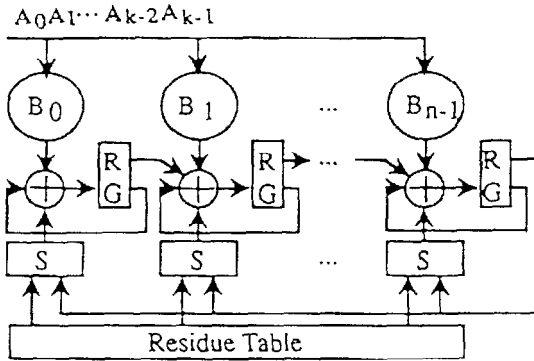 A0A1... Ak-2Ak-1
B0 B1 ... Bn-1
R R ... R
G G G
S S ... S
Residue Table